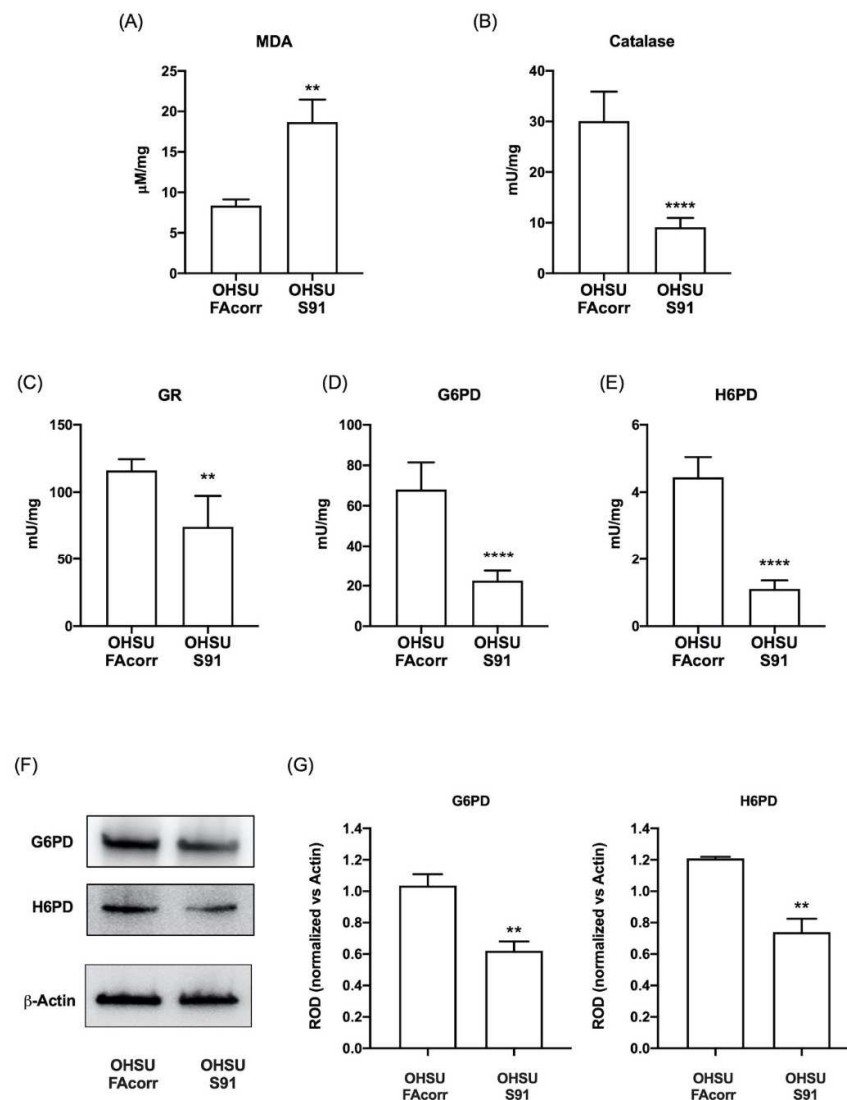 (A)
MDA
μM/mg
25
20
15
10
5
0
**
OHSU
FAcorr
OHSU
S91
(B)
Catalase
mU/mg
40
30
20
10
0
****
OHSU
FAcorr
OHSU
S91
(C)
GR
mU/mg
150
100
50
0
**
OHSU
FAcorr
OHSU
S91
(D)
G6PD
mU/mg
80
60
40
20
0
****
OHSU
FAcorr
OHSU
S91
(E)
H6PD
mU/mg
6
4
2
0
****
OHSU
FAcorr
OHSU
S91
(F)
G6PD
H6PD
β-Actin
OHSU
FAcorr
OHSU
S91
(G)
G6PD
ROD (normalized vs Actin)
1.4
1.2
1.0
0.8
0.6
0.4
0.2
0.0
**
OHSU
FAcorr
OHSU
S91
H6PD
ROD (normalized vs Actin)
1.4
1.2
1.0
0.8
0.6
0.4
0.2
0.0
**
OHSU
FAcorr
OHSU
S91